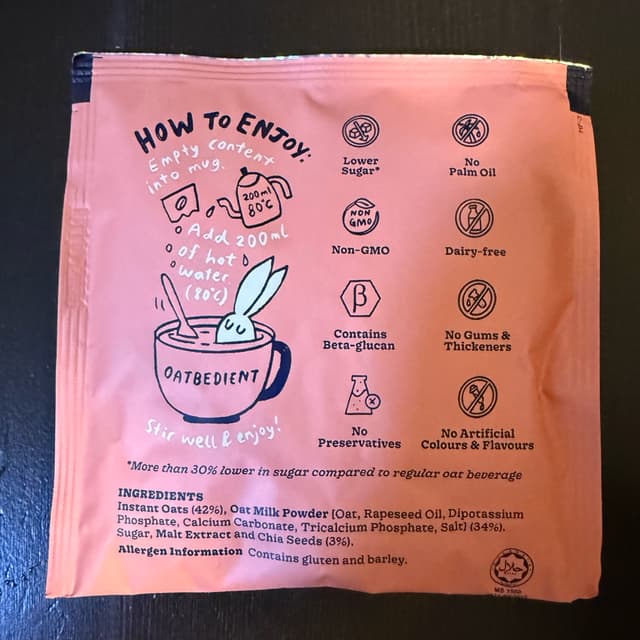 HOW TO ENJOY:
Empty content
into mug.
200ml
80°C
Add 200ml
of hot
water.
(80°C)
OATBEDIENT
Stir well & enjoy!
Lower
Sugar*
No
Palm Oil
NON
GMO
Non-GMO
Dairy-free
β
Contains
Beta-glucan
No Gums &
Thickeners
No
Preservatives
No Artificial
Colours & Flavours
*More than 30% lower in sugar compared to regular oat beverage
INGREDIENTS
Instant Oats (42%), Oat Milk Powder [Oat, Rapeseed Oil, Dipotassium
Phosphate, Calcium Carbonate, Tricalcium Phosphate, Salt] (34%).
Sugar, Malt Extract and Chia Seeds (3%).
Allergen Information Contains gluten and barley.
حلال
MS 1500